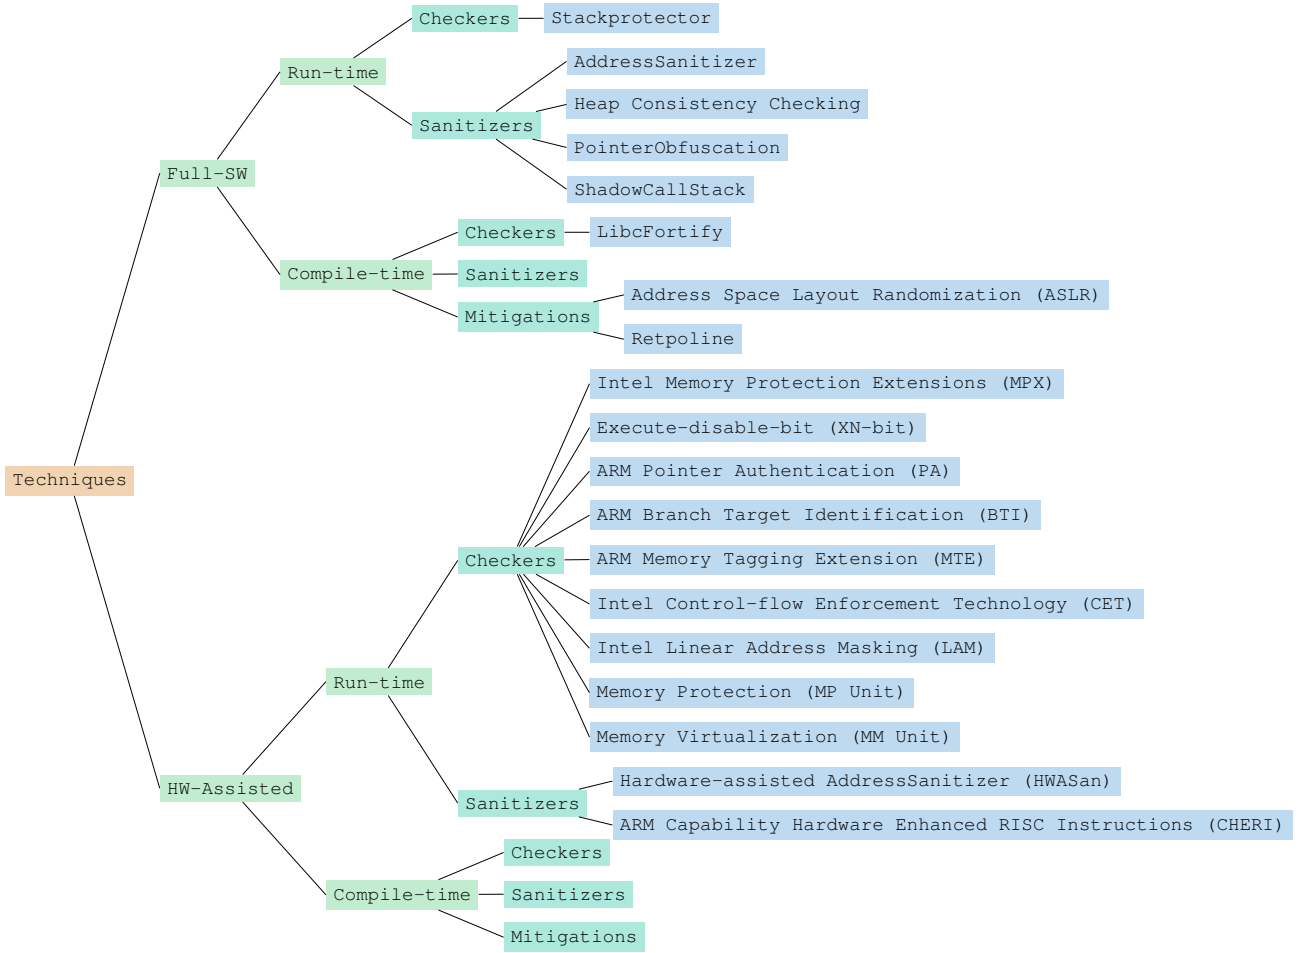 Checkers
Stackprotector
AddressSanitizer
Run-time
Heap Consistency Checking
Sanitizers
PointerObfuscation
Full-SW
ShadowCallStack
Checkers
LibcFortify
Compile-time
Sanitizers
Address Space Layout Randomization (ASLR)
Mitigations
Retpoline
Intel Memory Protection Extensions (MPX)
Execute-disable-bit (XN-bit)
ARM Pointer Authentication (PA)
Techniques
ARM Branch Target Identification (BTI)
Checkers
ARM Memory Tagging Extension (MTE)
Intel Control-flow Enforcement Technology (CET)
Intel Linear Address Masking (LAM)
Run-time
Memory Protection (MP Unit)
Memory Virtualization (MM Unit)
HW-Assisted
Hardware-assisted AddressSanitizer (HWASan)
Sanitizers
ARM Capability Hardware Enhanced RISC Instructions (CHERI)
Checkers
Compile-time
Sanitizers
Mitigations